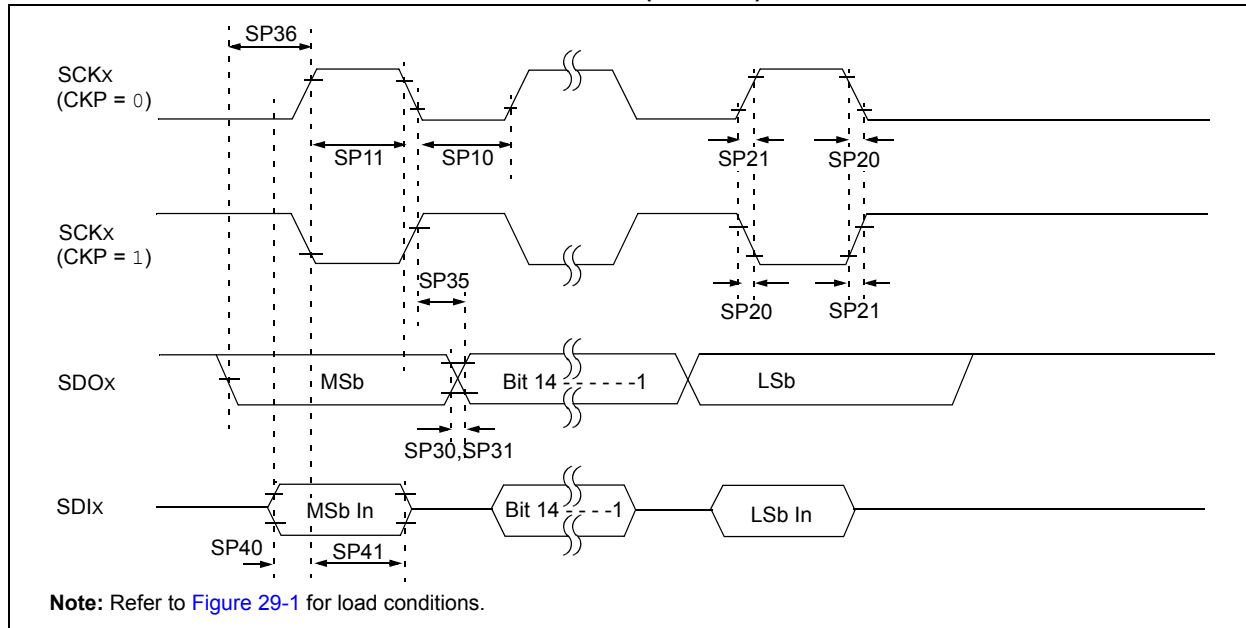 SP36
SCKx
(CKP = 0)
SP11
SP10
SP21
SP20
SCKx
(CKP = 1)
SP35
SP20
SP21
SDOx
MSb
Bit 14 - - - - - -1
LSb
SP30,SP31
SDIx
MSb In
Bit 14 - - - -1
LSb In
SP40
SP41
Note: Refer to Figure 29-1 for load conditions.